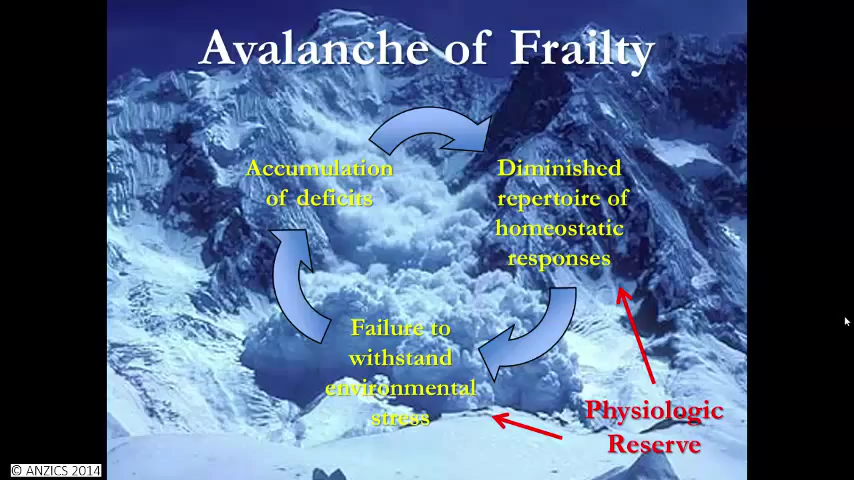 Avalanche of Frailty
Accumulation
of deficits
Diminished
repertoire of
homeostatic
responses
Failure to
withstand
environmental
stress
Physiologic
Reserve
© ANZICS 2014